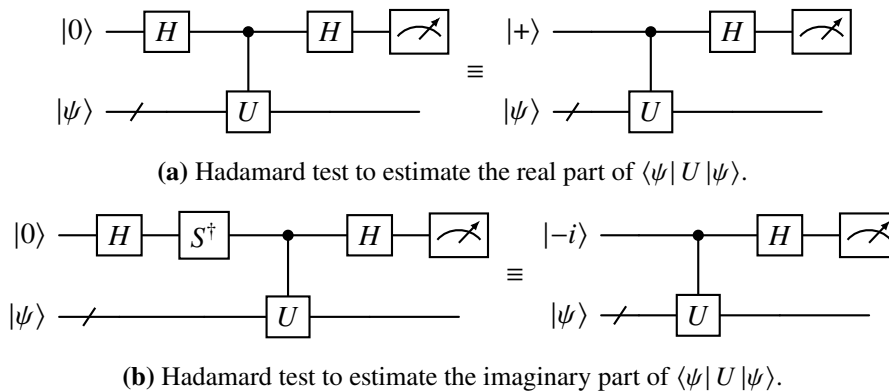 |0⟩ H H ≡ |+⟩ H
|ψ⟩ U |ψ⟩ U
(a) Hadamard test to estimate the real part of ⟨ψ| U |ψ⟩.
|0⟩ H S† H ≡ |−i⟩ H
|ψ⟩ U |ψ⟩ U
(b) Hadamard test to estimate the imaginary part of ⟨ψ| U |ψ⟩.